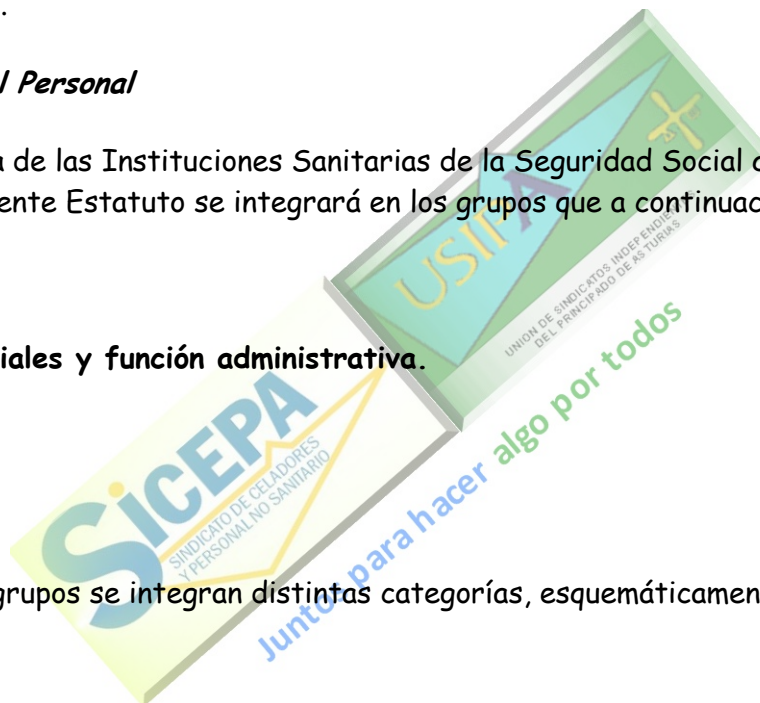 .
l Personal
de las Instituciones Sanitarias de la Seguridad Social
ente Estatuto se integrará en los grupos que a continuac
iales y función administrativa.
grupos se integran distintas categorías, esquemáticamen
USIPA
UNION DE SINDICATOS INDEPENDIENTES
DEL PRINCIPADO DE ASTURIAS
SiCEPA
SINDICATO DE CELADORES
Y PERSONAL NO SANITARIO
Juntos para hacer algo por todos